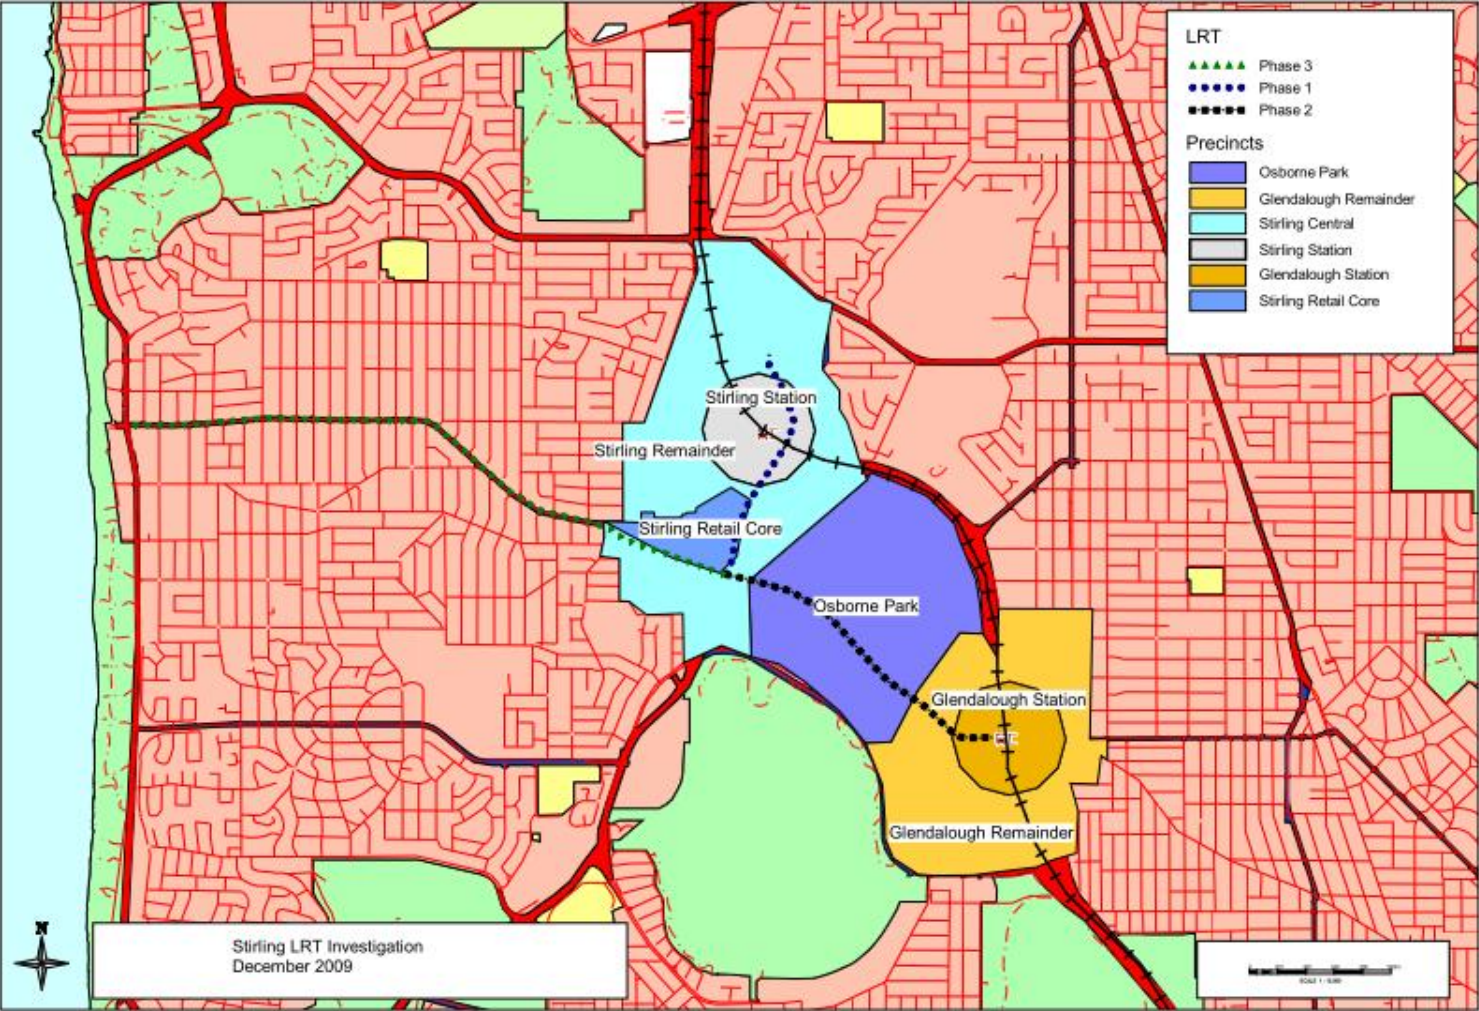 LRT
Phase 3
Phase 1
Phase 2
Precincts
Osborne Park
Glendalough Remainder
Stirling Central
Stirling Station
Glendalough Station
Stirling Retail Core
Stirling Station
Stirling Remainder
Stirling Retail Core
Osborne Park
Glendalough Station
Glendalough Remainder
N
Stirling LRT Investigation
December 2009